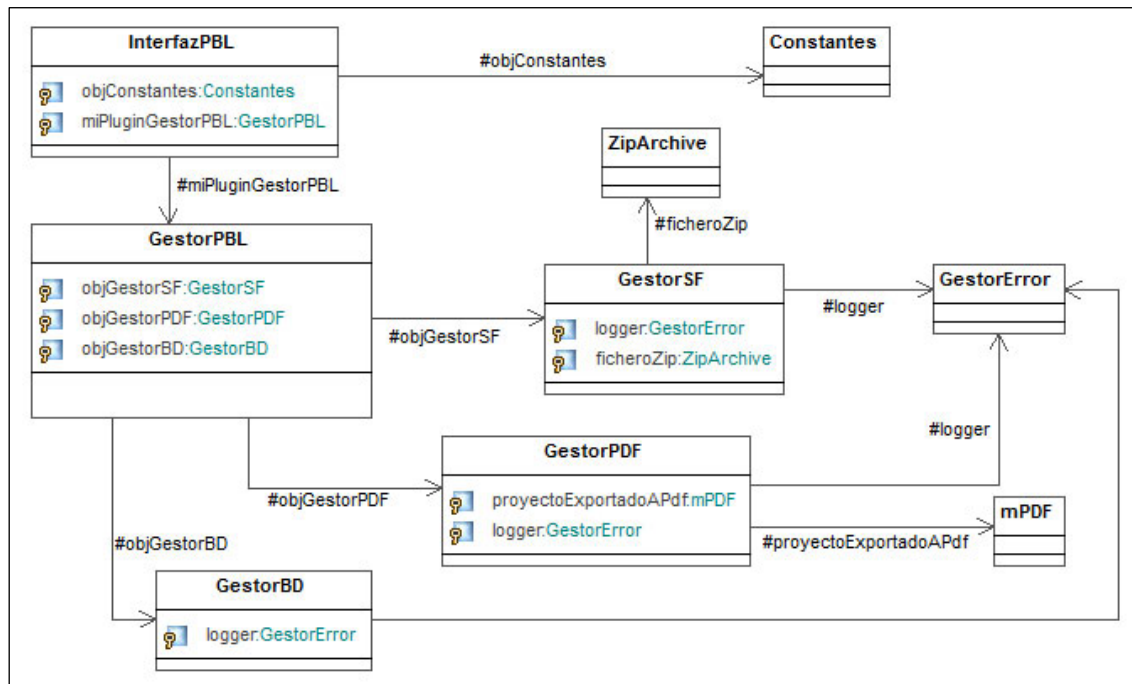 InterfazPBL
objConstantes:Constantes
miPluginGestorPBL:GestorPBL
#objConstantes
Constantes
#miPluginGestorPBL
ZipArchive
#ficheroZip
GestorPBL
objGestorSF:GestorSF
objGestorPDF:GestorPDF
objGestorBD:GestorBD
#objGestorSF
GestorSF
logger:GestorError
ficheroZip:ZipArchive
#logger
GestorError
#logger
#objGestorPDF
GestorPDF
proyectoExportadoAPdf:mPDF
logger:GestorError
#proyectoExportadoAPdf
mPDF
#objGestorBD
GestorBD
logger:GestorError